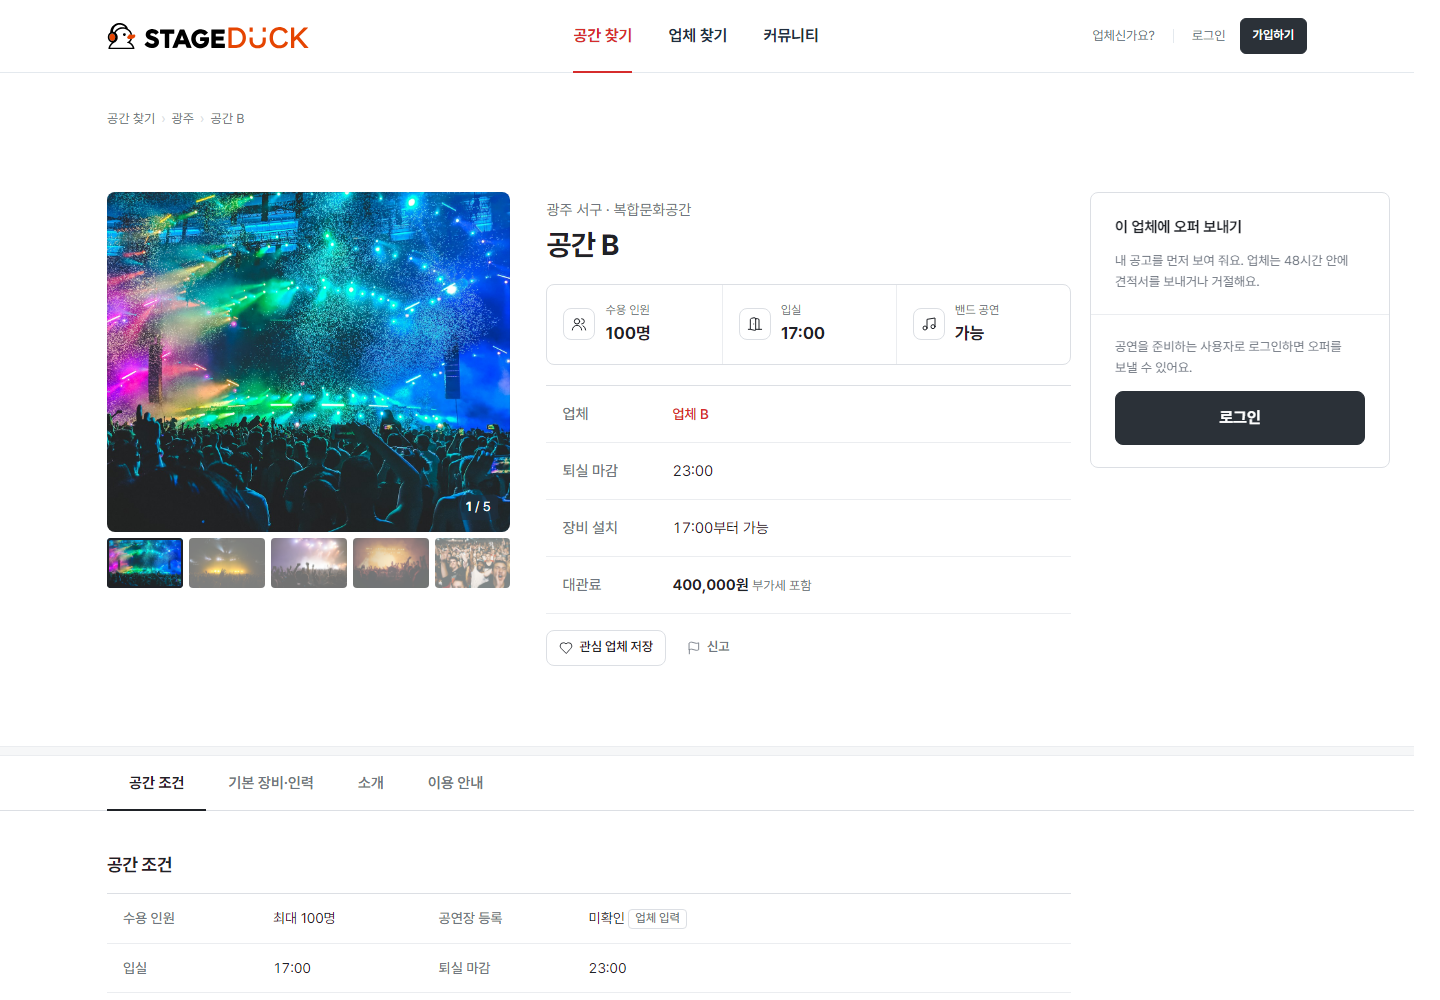 STAGEDUCK
공간 찾기
업체 찾기
커뮤니티
업체신가요?
로그인
가입하기
공간 찾기 › 광주 › 공간 B
1 / 5
광주 서구 · 복합문화공간
공간 B
수용 인원
100명
입실
17:00
밴드 공연
가능
업체 업체 B
퇴실 마감 23:00
장비 설치 17:00부터 가능
대관료 400,000원 부가세 포함
관심 업체 저장
신고
이 업체에 오퍼 보내기
내 공고를 먼저 보여 줘요. 업체는 48시간 안에
견적서를 보내거나 거절해요.
공연을 준비하는 사용자로 로그인하면 오퍼를
보낼 수 있어요.
로그인
공간 조건
기본 장비·인력
소개
이용 안내
공간 조건
수용 인원 최대 100명 공연장 등록 미확인 업체 입력
입실 17:00 퇴실 마감 23:00